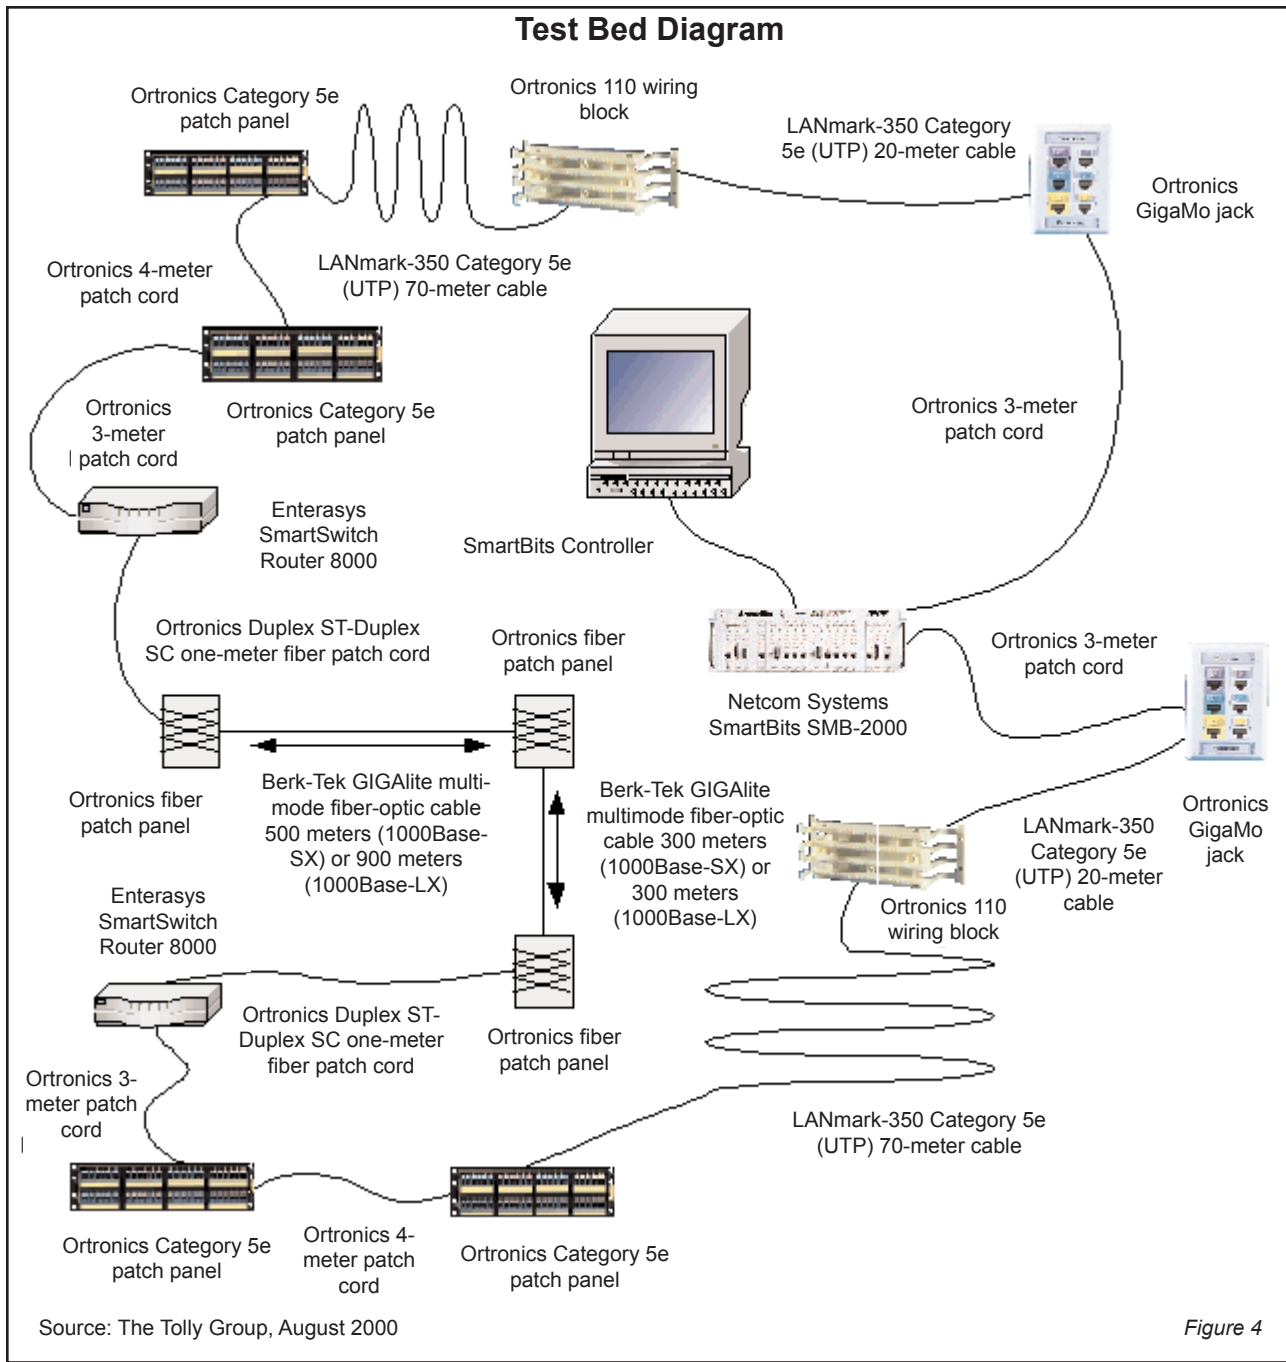 Test Bed Diagram
Ortronics Category 5e
patch panel
Ortronics 110 wiring
block
LANmark-350 Category
5e (UTP) 20-meter cable
Ortronics
GigaMo jack
LANmark-350 Category 5e
(UTP) 70-meter cable
Ortronics 4-meter
patch cord
Ortronics Category 5e
patch panel
Ortronics
3-meter
patch cord
Ortronics 3-meter
patch cord
Enterasys
SmartSwitch
Router 8000
SmartBits Controller
Ortronics Duplex ST-Duplex
SC one-meter fiber patch cord
Ortronics fiber
patch panel
Ortronics 3-meter
patch cord
Netcom Systems
SmartBits SMB-2000
Ortronics fiber
patch panel
Berk-Tek GIGAlite multi-
mode fiber-optic cable
500 meters (1000Base-
SX) or 900 meters
(1000Base-LX)
Berk-Tek GIGAlite
multimode fiber-optic
cable 300 meters
(1000Base-SX) or
300 meters
(1000Base-LX)
Ortronics
GigaMo
jack
LANmark-350
Category 5e
(UTP) 20-meter
cable
Ortronics 110
wiring block
Enterasys
SmartSwitch
Router 8000
Ortronics Duplex ST-
Duplex SC one-meter
fiber patch cord
Ortronics fiber
patch panel
Ortronics 3-
meter patch
cord
LANmark-350 Category 5e
(UTP) 70-meter cable
Ortronics Category 5e
patch panel
Ortronics 4-
meter patch
cord
Ortronics Category 5e
patch panel
Source: The Tolly Group, August 2000
Figure 4